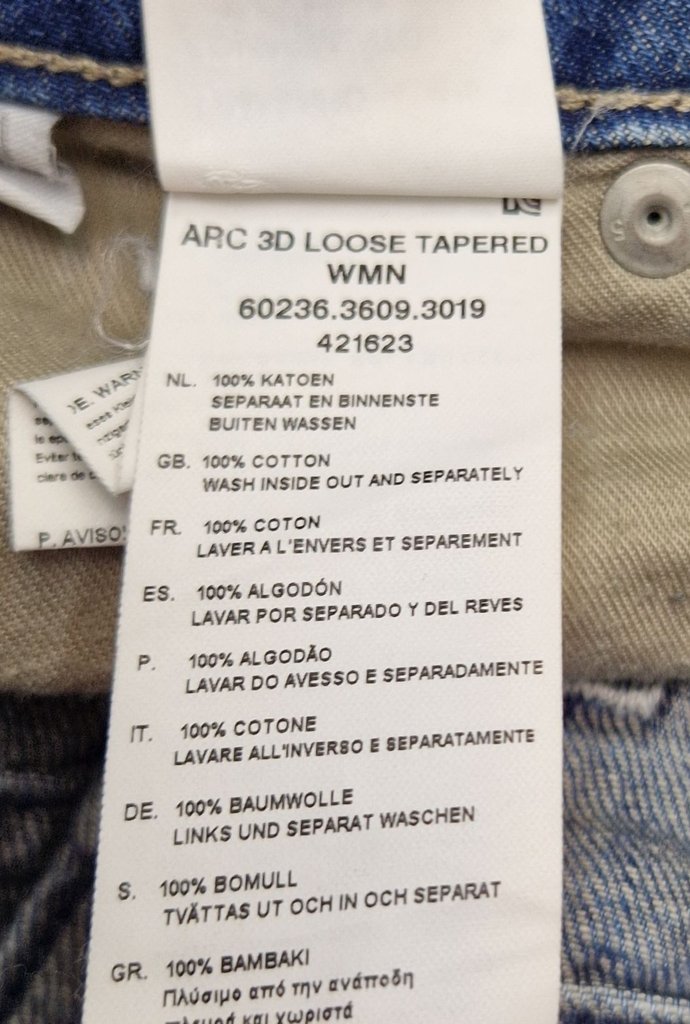 ARC 3D LOOSE TAPERED
WMN
60236.3609.3019
421623
NL. 100% KATOEN
SEPARAAT EN BINNENSTE
BUITEN WASSEN
GB. 100% COTTON
WASH INSIDE OUT AND SEPARATELY
FR. 100% COTON
LAVER A L'ENVERS ET SEPAREMENT
ES. 100% ALGODÓN
LAVAR POR SEPARADO Y DEL REVES
P. 100% ALGODÃO
LAVAR DO AVESSO E SEPARADAMENTE
IT. 100% COTONE
LAVARE ALL'INVERSO E SEPARATAMENTE
DE. 100% BAUMWOLLE
LINKS UND SEPARAT WASCHEN
S. 100% BOMULL
TVÄTTAS UT OCH IN OCH SEPARAT
GR. 100% BAMBAKI
Πλύσιμο από την ανάποδη
πλευρά και χωριστά
P. AVISO